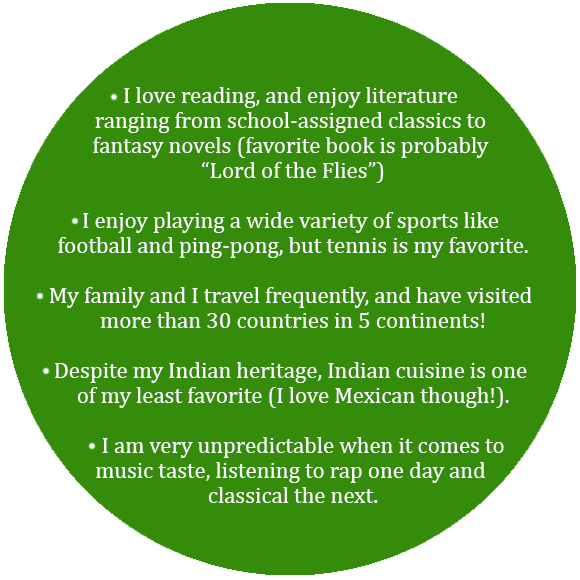 • I love reading, and enjoy literature
ranging from school-assigned classics to
fantasy novels (favorite book is probably
“Lord of the Flies”)
• I enjoy playing a wide variety of sports like
football and ping-pong, but tennis is my favorite.
• My family and I travel frequently, and have visited
more than 30 countries in 5 continents!
• Despite my Indian heritage, Indian cuisine is one
of my least favorite (I love Mexican though!).
• I am very unpredictable when it comes to
music taste, listening to rap one day and
classical the next.